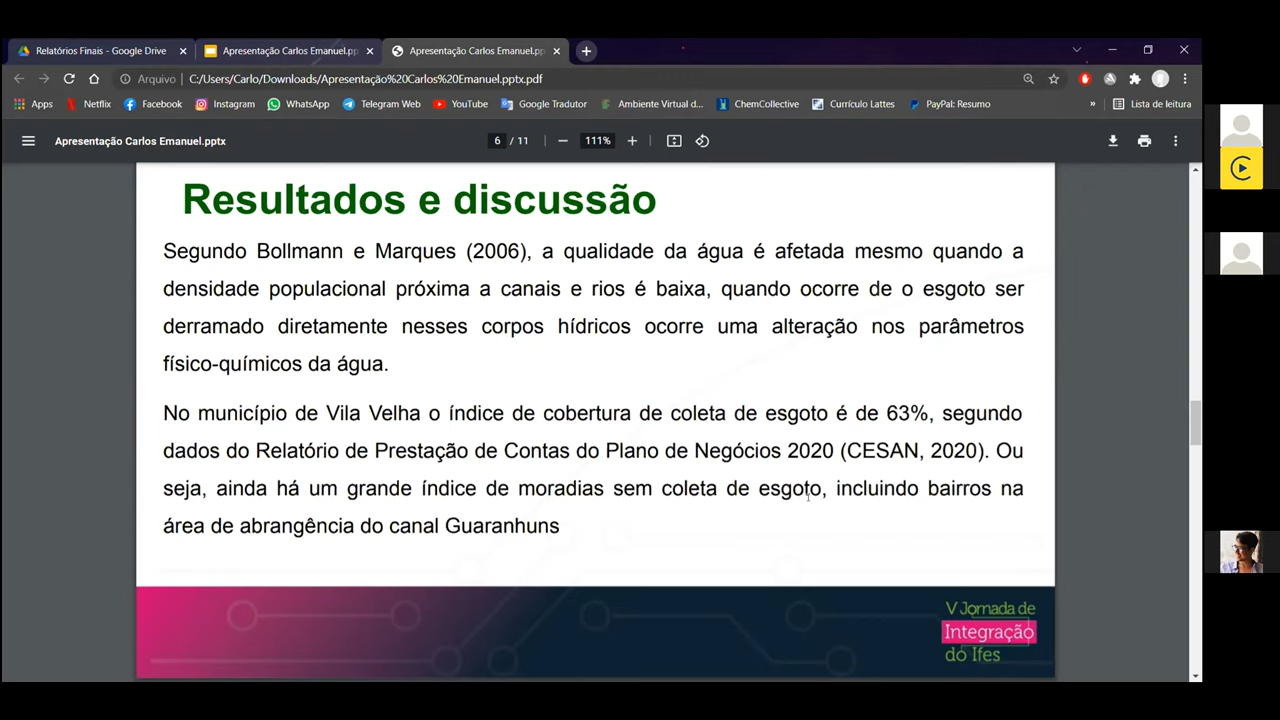 Relatórios Finais - Google Drive
Apresentação Carlos Emanuel.pp
Apresentação Carlos Emanuel.pp
Arquivo
C:/Users/Carlo/Downloads/Apresentação%20Carlos%20Emanuel.pptx.pdf
Apps Netflix Facebook Instagram WhatsApp Telegram Web YouTube Google Tradutor Ambiente Virtual d... ChemCollective Currículo Lattes PayPal: Resumo » Lista de leitura
Apresentação Carlos Emanuel.pptx
6 / 11
111%
Resultados e discussão
Segundo Bollmann e Marques (2006), a qualidade da água é afetada mesmo quando a
densidade populacional próxima a canais e rios é baixa, quando ocorre de o esgoto ser
derramado diretamente nesses corpos hídricos ocorre uma alteração nos parâmetros
físico-químicos da água.
No município de Vila Velha o índice de cobertura de coleta de esgoto é de 63%, segundo
dados do Relatório de Prestação de Contas do Plano de Negócios 2020 (CESAN, 2020). Ou
seja, ainda há um grande índice de moradias sem coleta de esgoto, incluindo bairros na
área de abrangência do canal Guaranhuns
V Jornada de
Integração
do Ifes